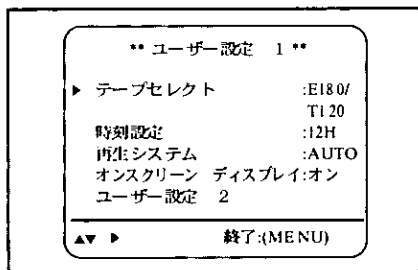 ** ユーザー設定 1 **
▶ テープセレクト :E180/
T120
時刻設定 :12H
再生システム :AUTO
オンスクリーン ディスプレイ:オン
ユーザー設定 2
▲▼ ▶ 終了:(MENU)